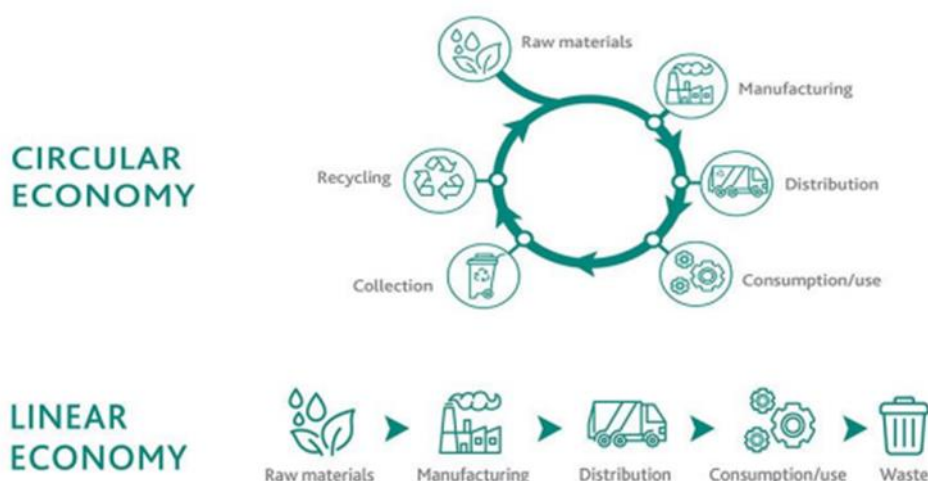 CIRCULAR
ECONOMY
Raw materials
Manufacturing
Distribution
Consumption/use
Collection
Recycling
LINEAR
ECONOMY
Raw materials
Manufacturing
Distribution
Consumption/use
Waste